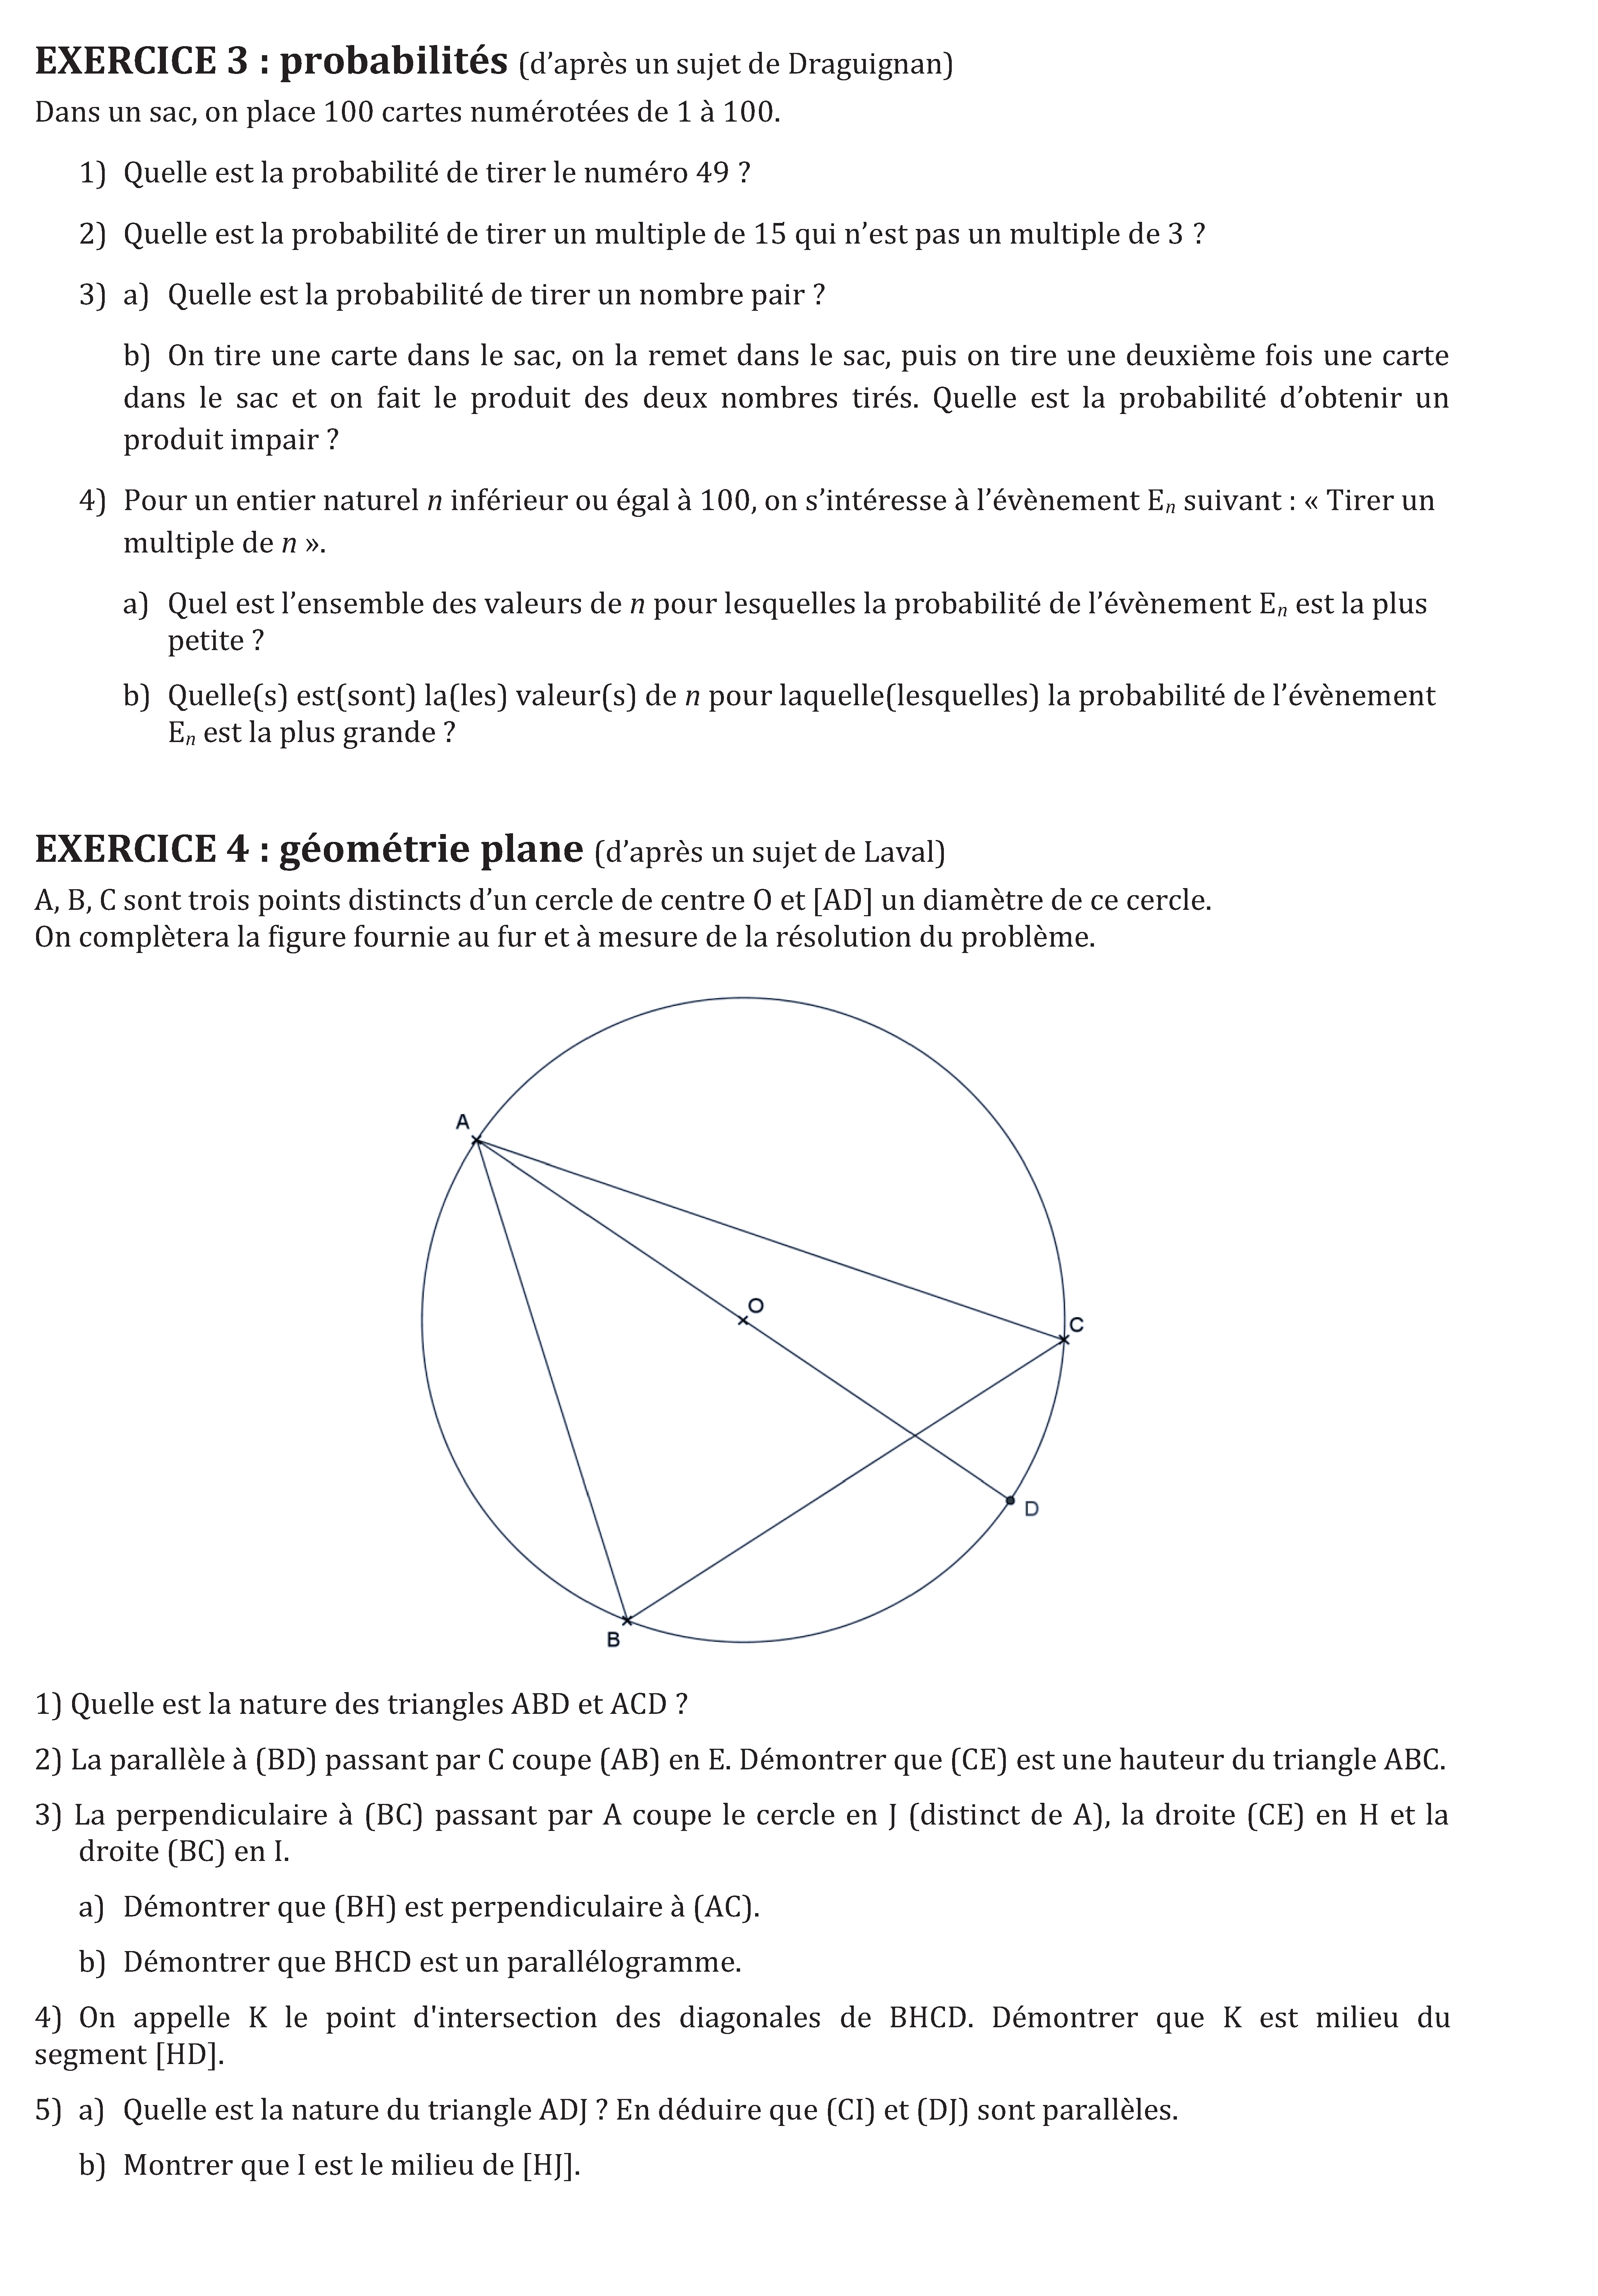 EXERCICE 3 : probabilités (d’après un sujet de Draguignan)
Dans un sac, on place 100 cartes numérotées de 1 à 100.
1) Quelle est la probabilité de tirer le numéro 49 ?
2) Quelle est la probabilité de tirer un multiple de 15 qui n’est pas un multiple de 3 ?
3) a) Quelle est la probabilité de tirer un nombre pair ?
b) On tire une carte dans le sac, on la remet dans le sac, puis on tire une deuxième fois une carte
dans le sac et on fait le produit des deux nombres tirés. Quelle est la probabilité d’obtenir un
produit impair ?
4) Pour un entier naturel n inférieur ou égal à 100, on s’intéresse à l’évènement Eₙ suivant : « Tirer un
multiple de n ».
a) Quel est l’ensemble des valeurs de n pour lesquelles la probabilité de l’évènement Eₙ est la plus
petite ?
b) Quelle(s) est(sont) la(les) valeur(s) de n pour laquelle(lesquelles) la probabilité de l’évènement
Eₙ est la plus grande ?
EXERCICE 4 : géométrie plane (d’après un sujet de Laval)
A, B, C sont trois points distincts d’un cercle de centre O et [AD] un diamètre de ce cercle.
On complètera la figure fournie au fur et à mesure de la résolution du problème.
A
O
C
D
B
1) Quelle est la nature des triangles ABD et ACD ?
2) La parallèle à (BD) passant par C coupe (AB) en E. Démontrer que (CE) est une hauteur du triangle ABC.
3) La perpendiculaire à (BC) passant par A coupe le cercle en J (distinct de A), la droite (CE) en H et la
droite (BC) en I.
a) Démontrer que (BH) est perpendiculaire à (AC).
b) Démontrer que BHCD est un parallélogramme.
4) On appelle K le point d'intersection des diagonales de BHCD. Démontrer que K est milieu du
segment [HD].
5) a) Quelle est la nature du triangle ADJ ? En déduire que (CI) et (DJ) sont parallèles.
b) Montrer que I est le milieu de [HJ].